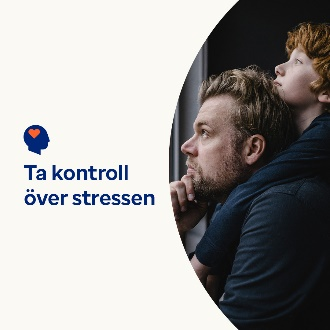 Ta kontroll
över stressen